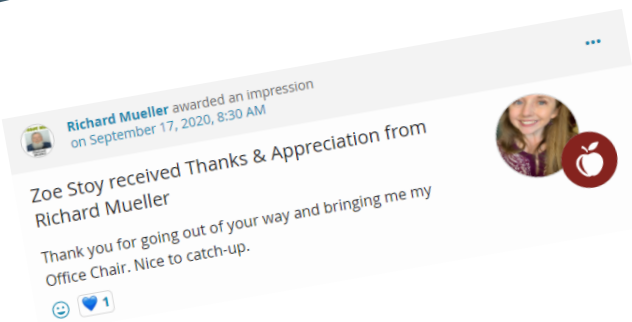 Richard Mueller awarded an impression
on September 17, 2020, 8:30 AM
Zoe Stoy received Thanks & Appreciation from
Richard Mueller
Thank you for going out of your way and bringing me my
Office Chair. Nice to catch-up.
1